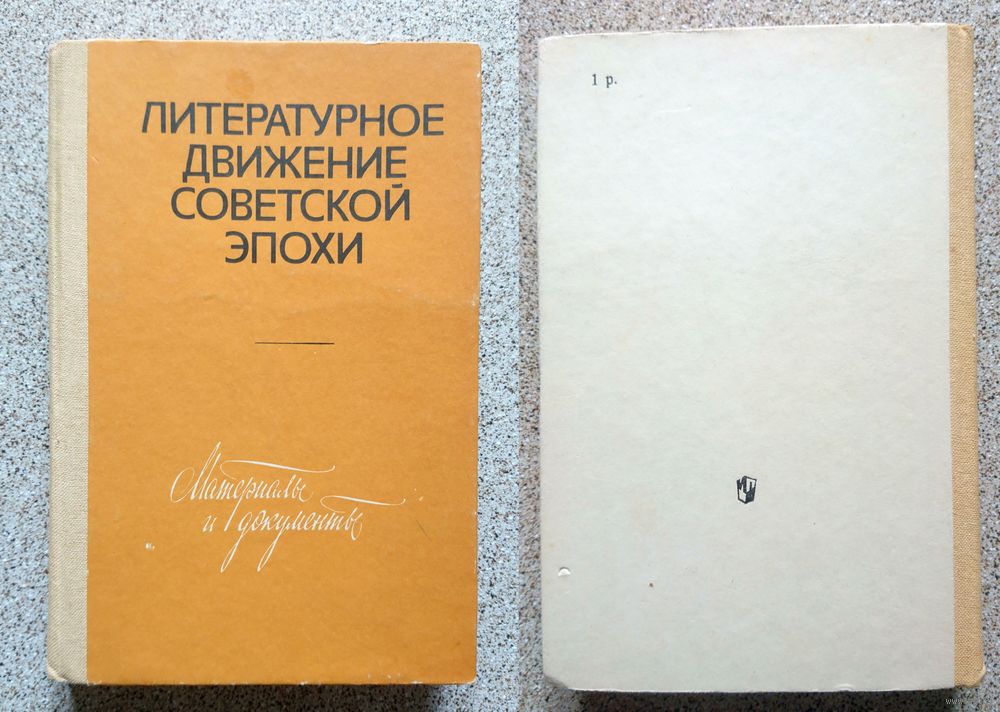 ЛИТЕРАТУРНОЕ
ДВИЖЕНИЕ
СОВЕТСКОЙ
ЭПОХИ
Материалы
и документы
1 р.